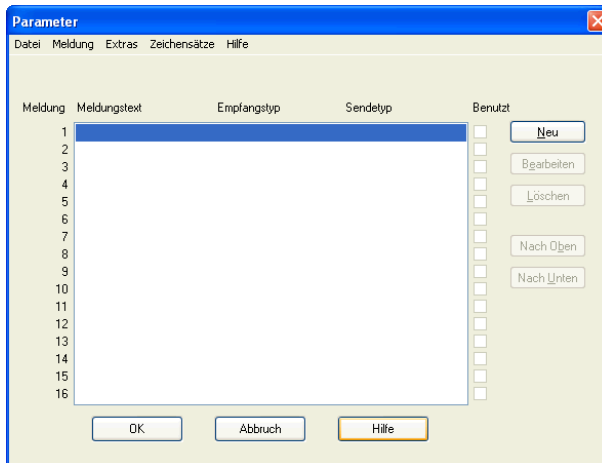 Parameter
Datei Meldung Extras Zeichensätze Hilfe
Meldung Meldungstext Empfangstyp Sendetyp Benutzt
1 Neu
2
3 Bearbeiten
4
5 Löschen
6
7
8 Nach Oben
9
10 Nach Unten
11
12
13
14
15
16
OK Abbruch Hilfe